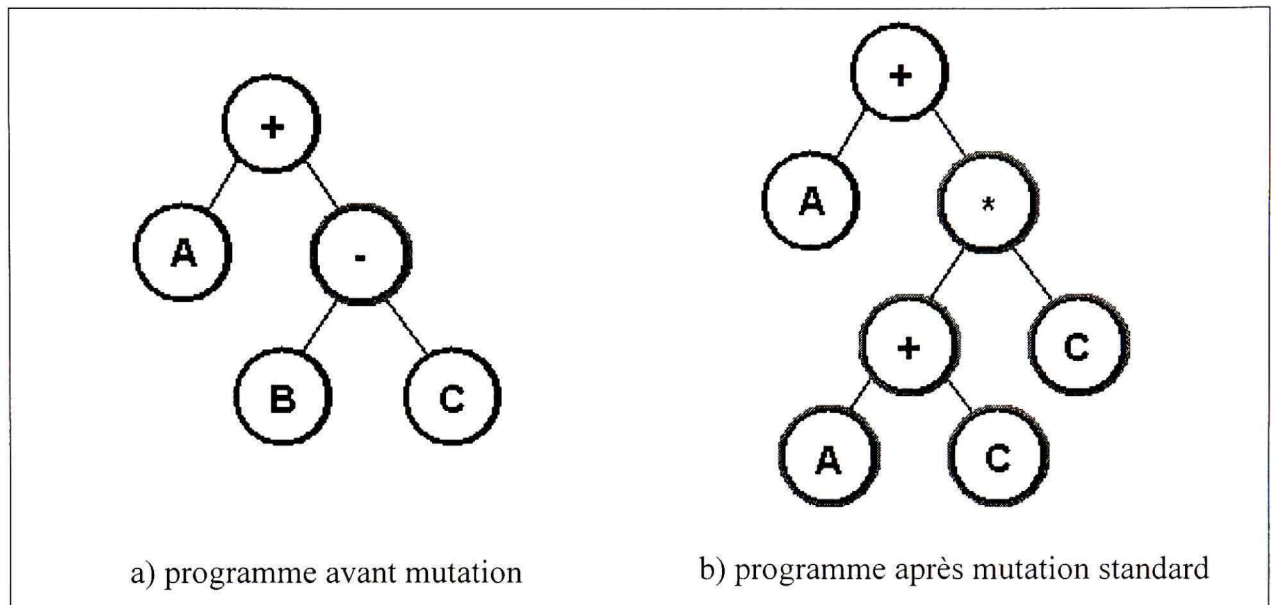 +
A
-
B
C
a) programme avant mutation
+
A
*
+
C
A
C
b) programme après mutation standard